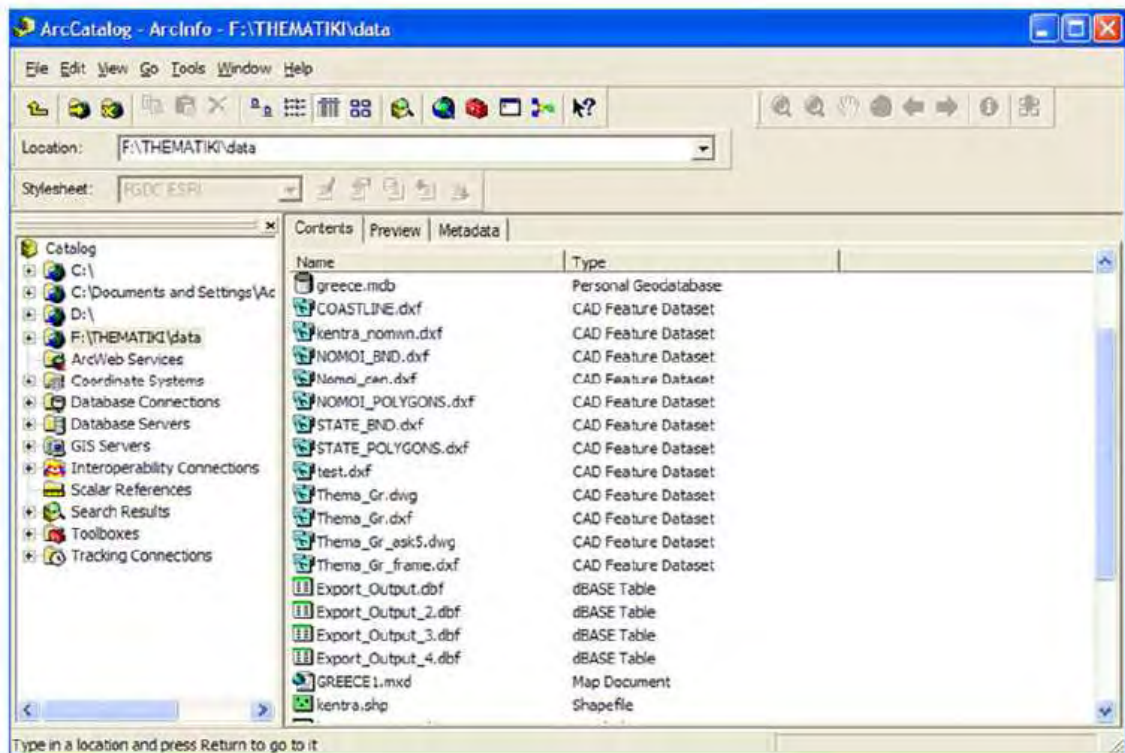 ArcCatalog - ArcInfo - F:\THEMATIKI\data
File Edit View Go Tools Window Help
Location: F:\THEMATIKI\data
Stylesheet: FGDC ESRI
Contents Preview Metadata
Catalog
C:\
C:\Documents and Settings\Ac
D:\
F:\THEMATIKI\data
ArcWeb Services
Coordinate Systems
Database Connections
Database Servers
GIS Servers
Interoperability Connections
Scalar References
Search Results
Toolboxes
Tracking Connections
Name Type
greece.mdb Personal Geodatabase
COASTLINE.dxf CAD Feature Dataset
kentra_nomwn.dxf CAD Feature Dataset
NOMOI_BND.dxf CAD Feature Dataset
Nomoi_cen.dxf CAD Feature Dataset
NOMOI_POLYGONS.dxf CAD Feature Dataset
STATE_BND.dxf CAD Feature Dataset
STATE_POLYGONS.dxf CAD Feature Dataset
test.dxf CAD Feature Dataset
Thema_Gr.dwg CAD Feature Dataset
Thema_Gr.dxf CAD Feature Dataset
Thema_Gr_ask5.dwg CAD Feature Dataset
Thema_Gr_frame.dxf CAD Feature Dataset
Export_Output.dbf dBASE Table
Export_Output_2.dbf dBASE Table
Export_Output_3.dbf dBASE Table
Export_Output_4.dbf dBASE Table
GREECE1.mxd Map Document
kentra.shp Shapefile
Type in a location and press Return to go to it